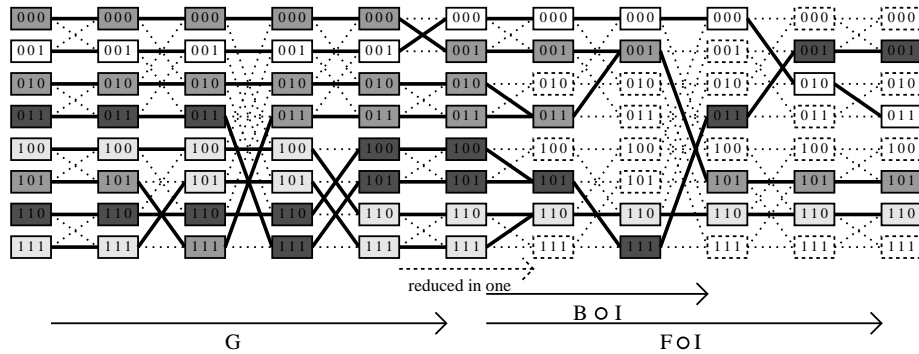 000 000 000 000 000 000 000 000 000 000 000
001 001 001 001 001 001 001 001 001 001 001
010 010 010 010 010 010 010 010 010 010 010
011 011 011 011 011 011 011 011 011 011 011
100 100 100 100 100 100 100 100 100 100 100
101 101 101 101 101 101 101 101 101 101 101
110 110 110 110 110 110 110 110 110 110 110
111 111 111 111 111 111 111 111 111 111 111
reduced in one
B o I
G F o I